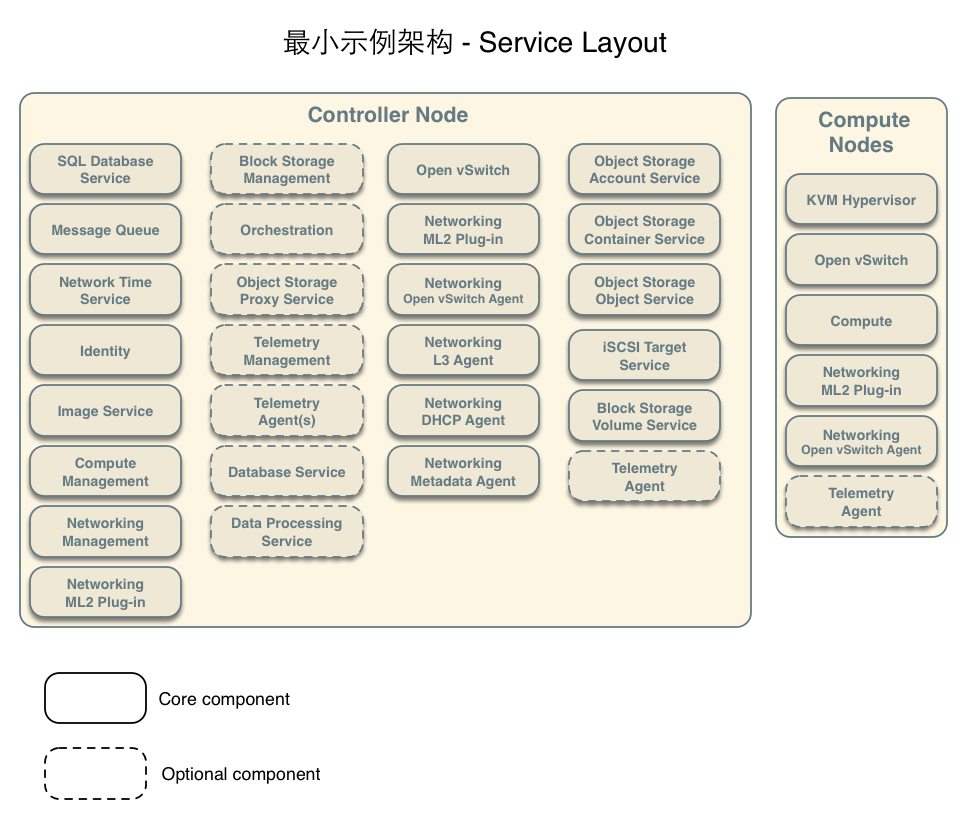 最小示例架构 - Service Layout
Controller Node
SQL Database
Service
Message Queue
Network Time
Service
Identity
Image Service
Compute
Management
Networking
Management
Networking
ML2 Plug-in
Block Storage
Management
Orchestration
Object Storage
Proxy Service
Telemetry
Management
Telemetry
Agent(s)
Database Service
Data Processing
Service
Open vSwitch
Networking
ML2 Plug-in
Networking
Open vSwitch Agent
Networking
L3 Agent
Networking
DHCP Agent
Networking
Metadata Agent
Object Storage
Account Service
Object Storage
Container Service
Object Storage
Object Service
iSCSI Target
Service
Block Storage
Volume Service
Telemetry
Agent
Compute
Nodes
KVM Hypervisor
Open vSwitch
Compute
Networking
ML2 Plug-in
Networking
Open vSwitch Agent
Telemetry
Agent
Core component
Optional component